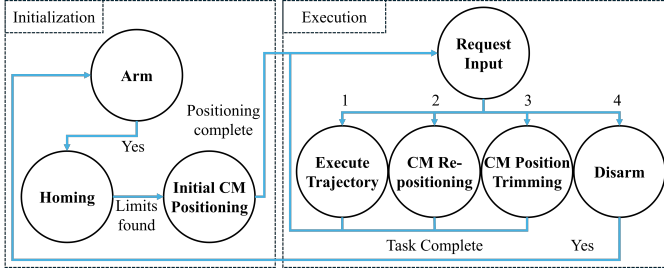 Initialization
Arm
Yes
Homing
Limits
found
Initial CM
Positioning
Positioning
complete
Execution
Request
Input
1
2
3
4
Execute
Trajectory
CM Re-
positioning
CM Position
Trimming
Disarm
Task Complete
Yes